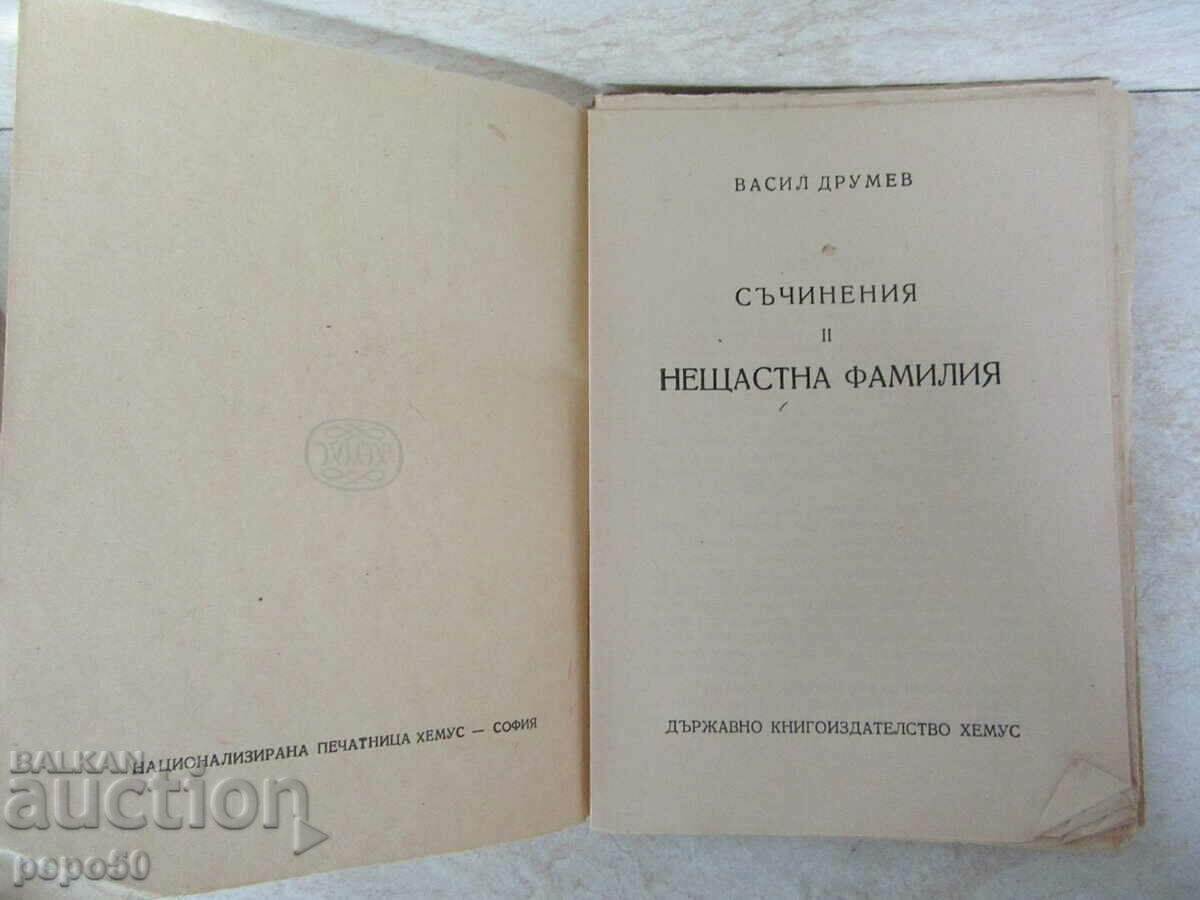 НАЦИОНАЛИЗИРАНА ПЕЧАТНИЦА ХЕМУС — СОФИЯ
ВАСИЛ ДРУМЕВ
СЪЧИНЕНИЯ
II
НЕЩАСТНА ФАМИЛИЯ
ДЪРЖАВНО КНИГОИЗДАТЕЛСТВО ХЕМУС
BALKAN
auction
pepo50